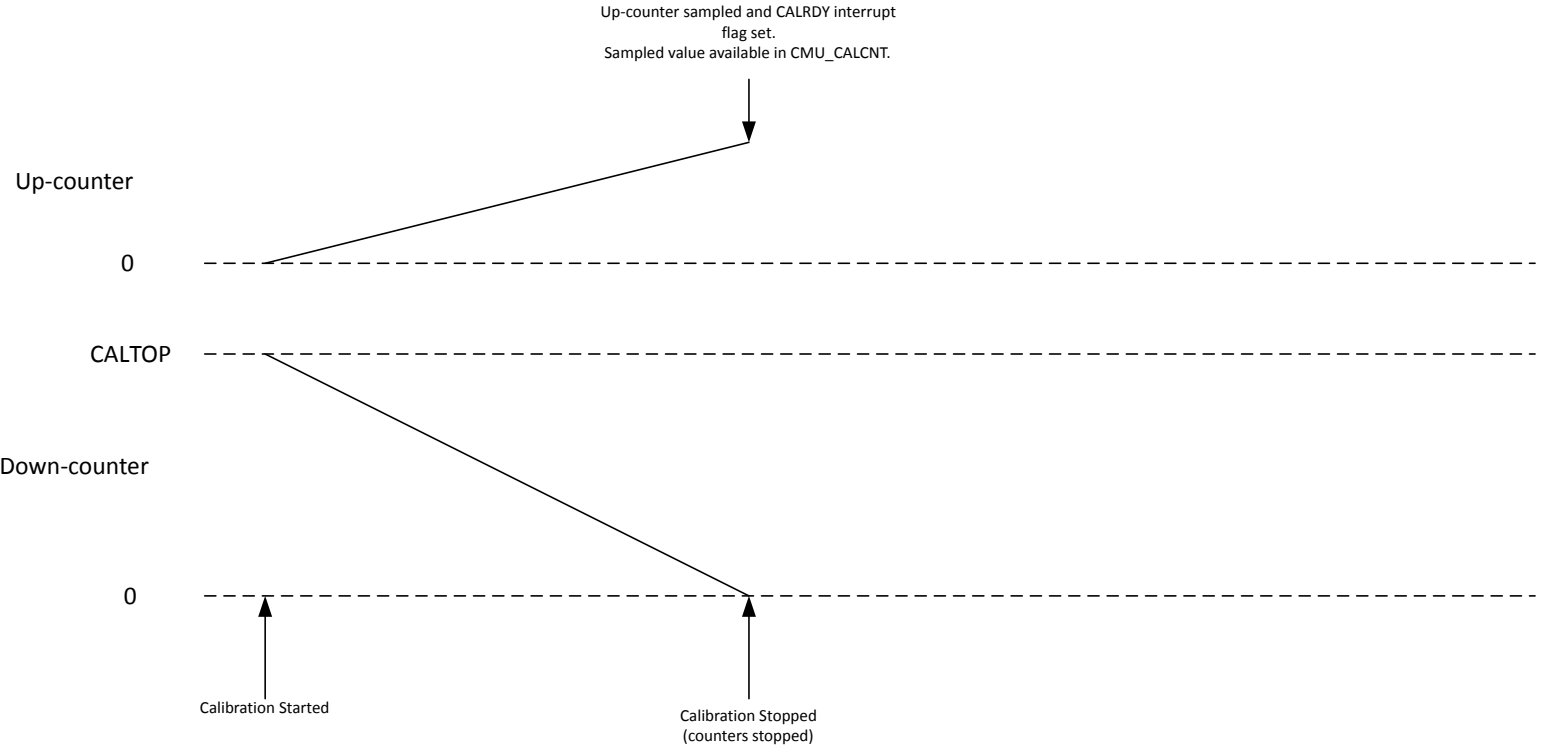 Up-counter sampled and CALRDY interrupt
flag set.
Sampled value available in CMU_CALCNT.
Up-counter
0
CALTOP
Down-counter
0
Calibration Started
Calibration Stopped
(counters stopped)